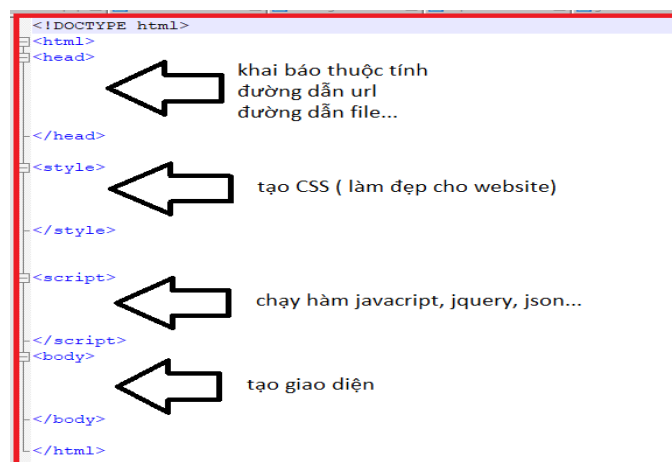 <!DOCTYPE html>
<html>
<head>
khai báo thuộc tính
đường dẫn url
đường dẫn file...
</head>
<style>
tạo CSS ( làm đẹp cho website)
</style>
<script>
chạy hàm javacript, jquery, json...
</script>
<body>
tạo giao diện
</body>
</html>